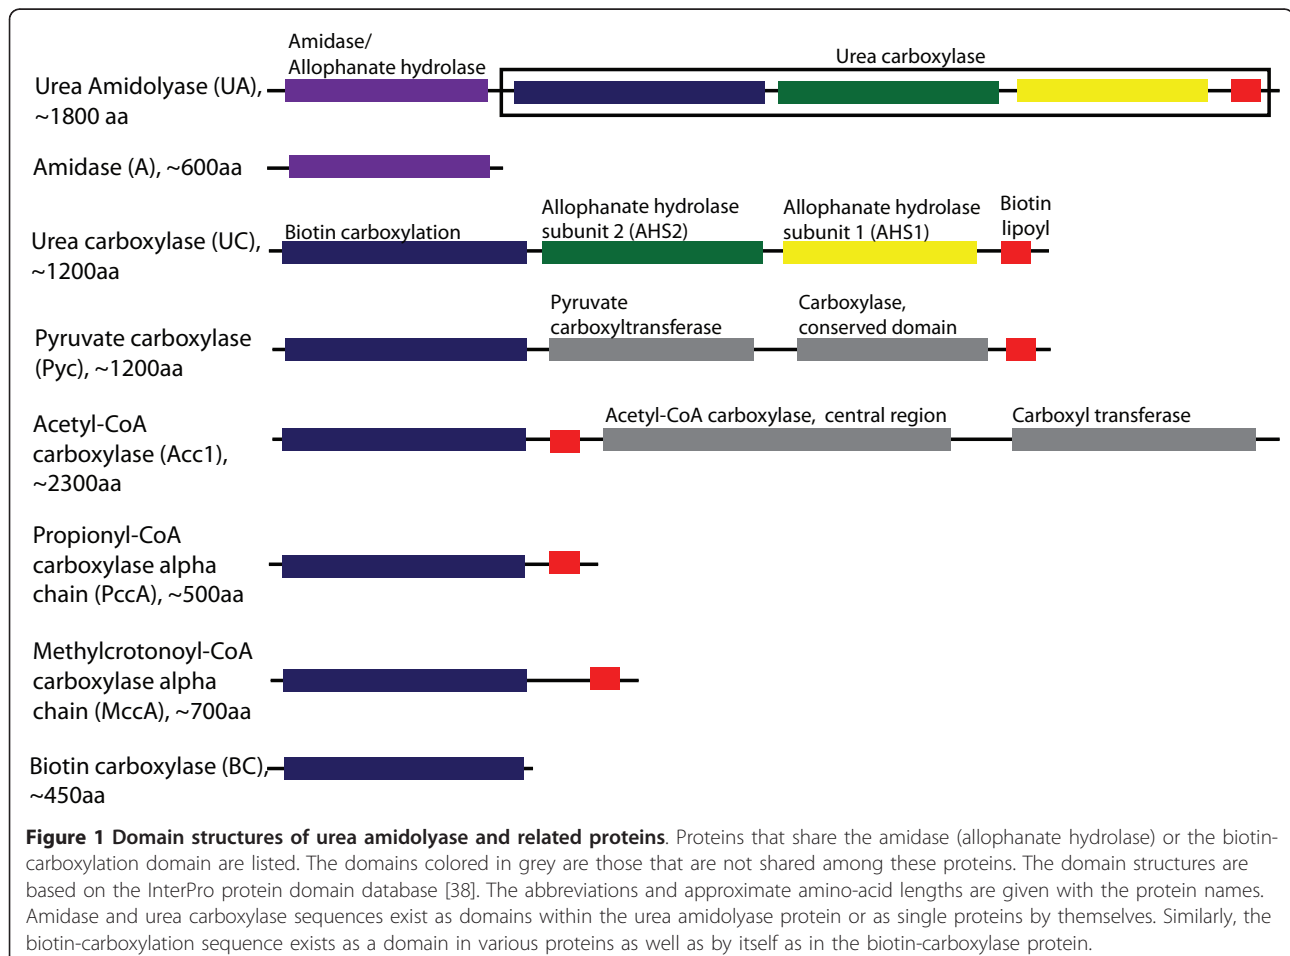 Amidase/
Allophanate hydrolase
Urea carboxylase
Urea Amidolyase (UA),
~1800 aa
Amidase (A), ~600aa
Urea carboxylase (UC),
~1200aa
Biotin carboxylation
Allophanate hydrolase
subunit 2 (AHS2)
Allophanate hydrolase
subunit 1 (AHS1)
Biotin
lipoyl
Pyruvate carboxylase
(Pyc), ~1200aa
Pyruvate
carboxyltransferase
Carboxylase,
conserved domain
Acetyl-CoA
carboxylase (Acc1),
~2300aa
Acetyl-CoA carboxylase, central region
Carboxyl transferase
Propionyl-CoA
carboxylase alpha
chain (PccA), ~500aa
Methylcrotonoyl-CoA
carboxylase alpha
chain (MccA), ~700aa
Biotin carboxylase (BC),
~450aa
Figure 1 Domain structures of urea amidolyase and related proteins. Proteins that share the amidase (allophanate hydrolase) or the biotin-
carboxylation domain are listed. The domains colored in grey are those that are not shared among these proteins. The domain structures are
based on the InterPro protein domain database [38]. The abbreviations and approximate amino-acid lengths are given with the protein names.
Amidase and urea carboxylase sequences exist as domains within the urea amidolyase protein or as single proteins by themselves. Similarly, the
biotin-carboxylation sequence exists as a domain in various proteins as well as by itself as in the biotin-carboxylase protein.